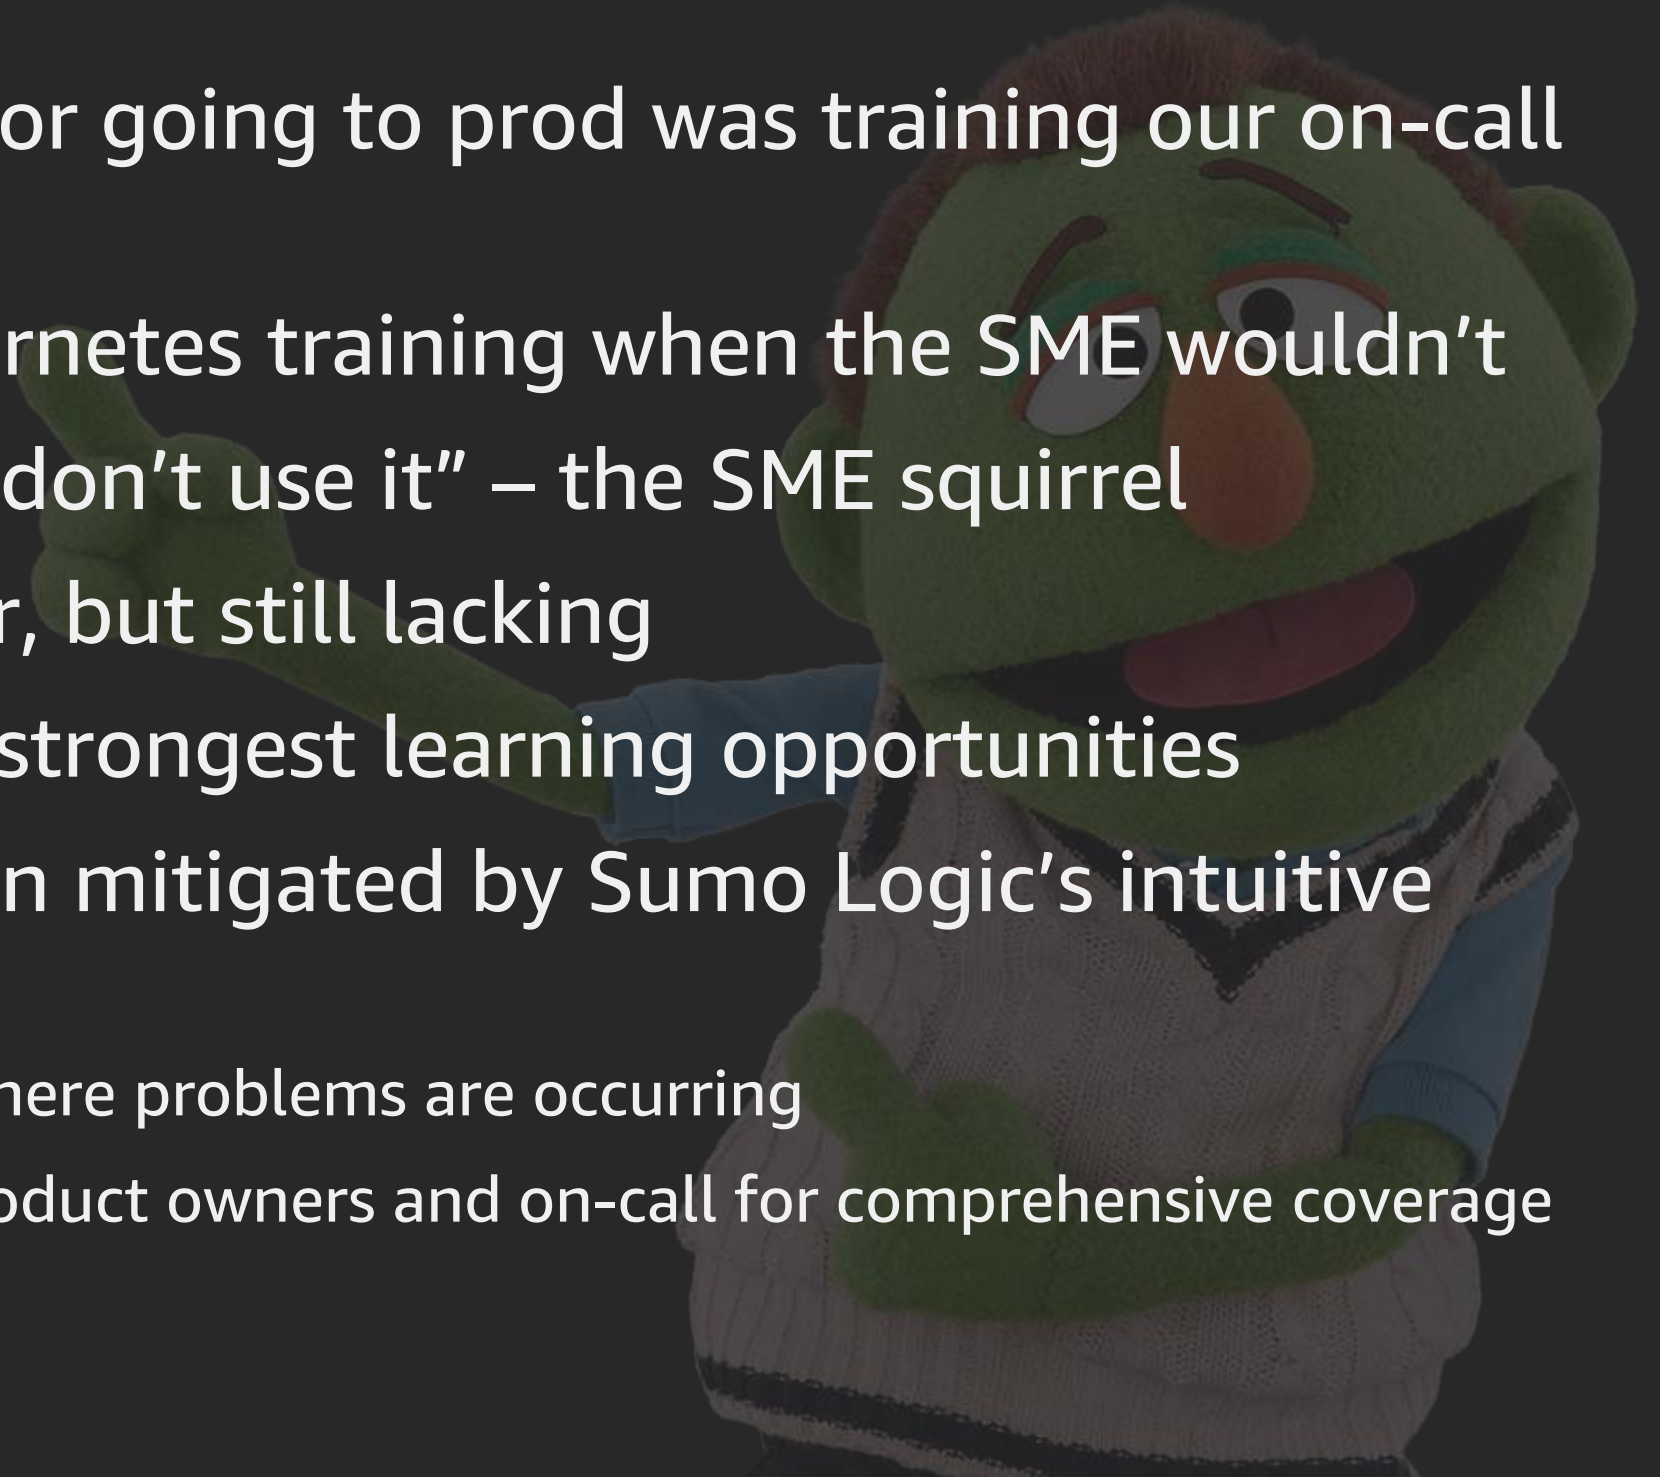 or going to prod was training our on-call
rnetes training when the SME wouldn’t
don’t use it” – the SME squirrel
r, but still lacking
strongest learning opportunities
n mitigated by Sumo Logic’s intuitive
here problems are occurring
oduct owners and on-call for comprehensive coverage